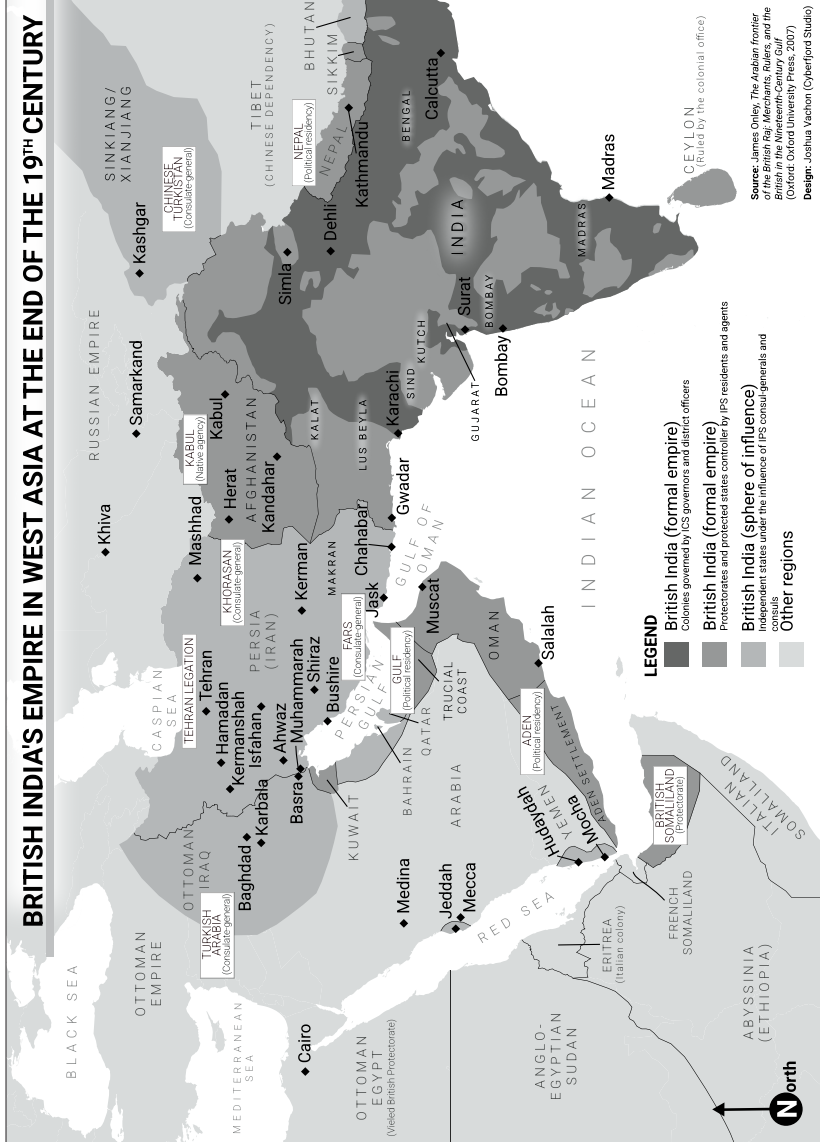 BRITISH INDIA'S EMPIRE IN WEST ASIA AT THE END OF THE 19TH CENTURY
BLACK SEA
CASPIAN
SEA
RUSSIAN EMPIRE
SINKIANG/
XIANJIANG
Khiva
Samarkand
Kashgar
CHINESE
TURKISTAN
(Consulate-general)
OTTOMAN
EMPIRE
TURKISH
ARABIA
(Consulate-general)
OTTOMAN
IRAQ
TEHRAN LEGATION
Tehran
Hamadan
Kermanshah
Isfahan
Mashhad
KHORASAN
(Consulate-general)
KABUL
(Native agency)
Kabul
Herat
AFGHANISTAN
Kandahar
TIBET
(CHINESE DEPENDENCY)
BHUTAN
SIKKIM
NEPAL
(Political residency)
NEPAL
Kathmandu
Simla
Dehli
MEDITERRANEAN
SEA
Baghdad
Karbala
Ahwaz
Basra
Muhammarah
Shiraz
Bushire
PERSIA
(IRAN)
Kerman
MAKRAN
FARS
(Consulate-general)
Jask
Chahabar
Gwadar
KALAT
LUS BEYLA
Karachi
SIND
KUTCH
GUJARAT
BENGAL
Calcutta
INDIA
Surat
BOMBAY
Bombay
MADRAS
Madras
CEYLON
(Ruled by the colonial office)
Cairo
OTTOMAN
EGYPT
(Vieled British Protectorate)
KUWAIT
PERSIAN
GULF
GULF
(Political residency)
GULF OF
OMAN
Muscat
BAHRAIN
QATAR
TRUCIAL
COAST
OMAN
ARABIA
Medina
Jeddah
Mecca
RED SEA
Salalah
ADEN
(Political residency)
ADEN SETTLEMENT
YEMEN
Hudaydah
Mocha
INDIAN OCEAN
ANGLO-
EGYPTIAN
SUDAN
ERITREA
(Italian colony)
FRENCH
SOMALILAND
BRITISH
SOMALILAND
(Protectorate)
ITALIAN
SOMALILAND
ABYSSINIA
(ETHIOPIA)
LEGEND
British India (formal empire)
Colonies governed by ICS governors and district officers
British India (formal empire)
Protectorates and protected states controller by IPS residents and agents
British India (sphere of influence)
Independent states under the influence of IPS consul-generals and
consuls
Other regions
Source: James Onley, The Arabian frontier
of the British Raj: Merchants, Rulers, and the
British in the Nineteenth-Century Gulf
(Oxford: Oxford University Press, 2007)
Design: Joshua Vachon (Cyberfjord Studio)
North